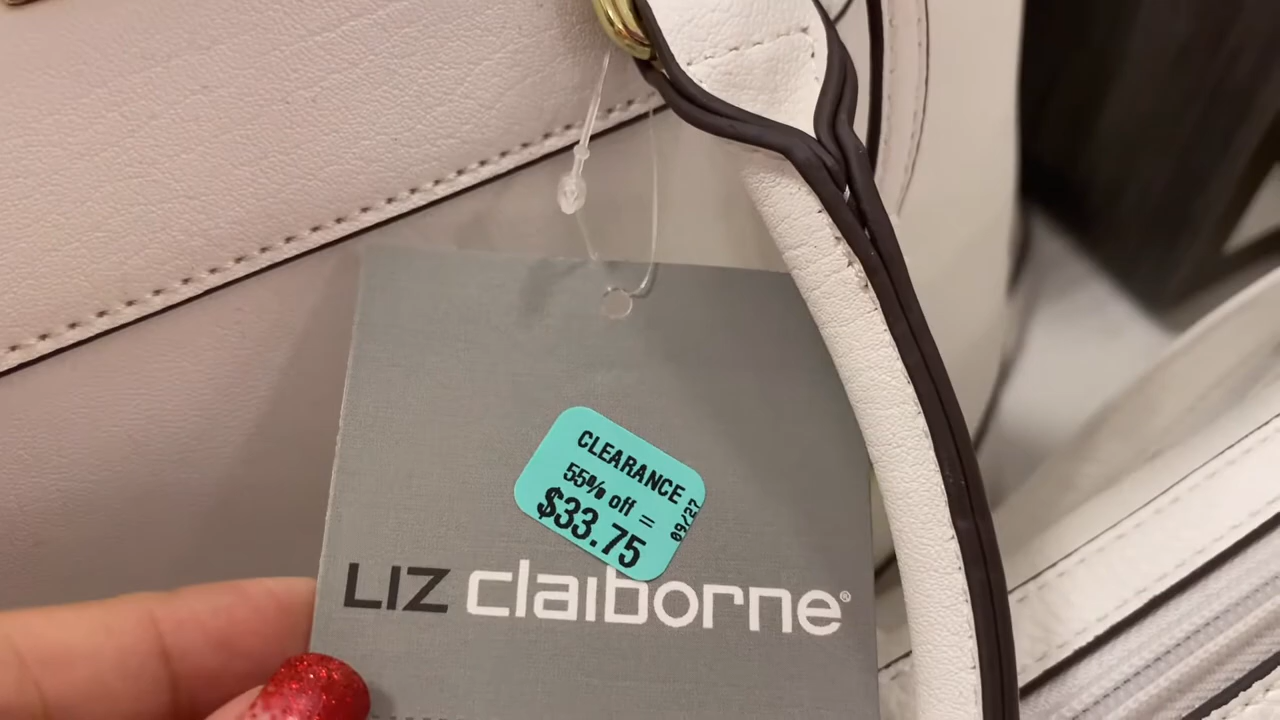 CLEARANCE
55% off =
$33.75
09/27
LIZ claiborne®